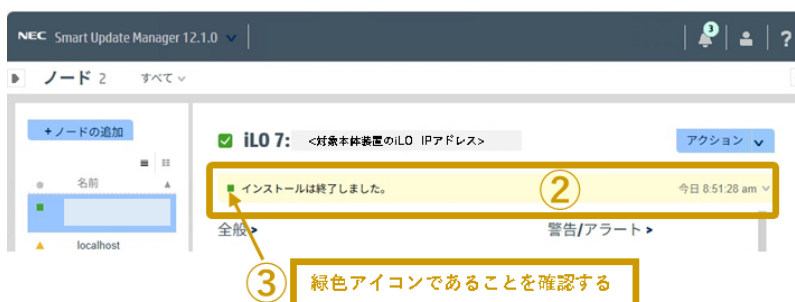 NEC Smart Update Manager 12.1.0
3
?
ノード 2 すべて
+ノードの追加
名前
localhost
iLO 7: <対象本体装置のiLO IPアドレス>
アクション
インストールは終了しました。
②
今日 8:51:28 am
全般
警告/アラート
③ 緑色アイコンであることを確認する